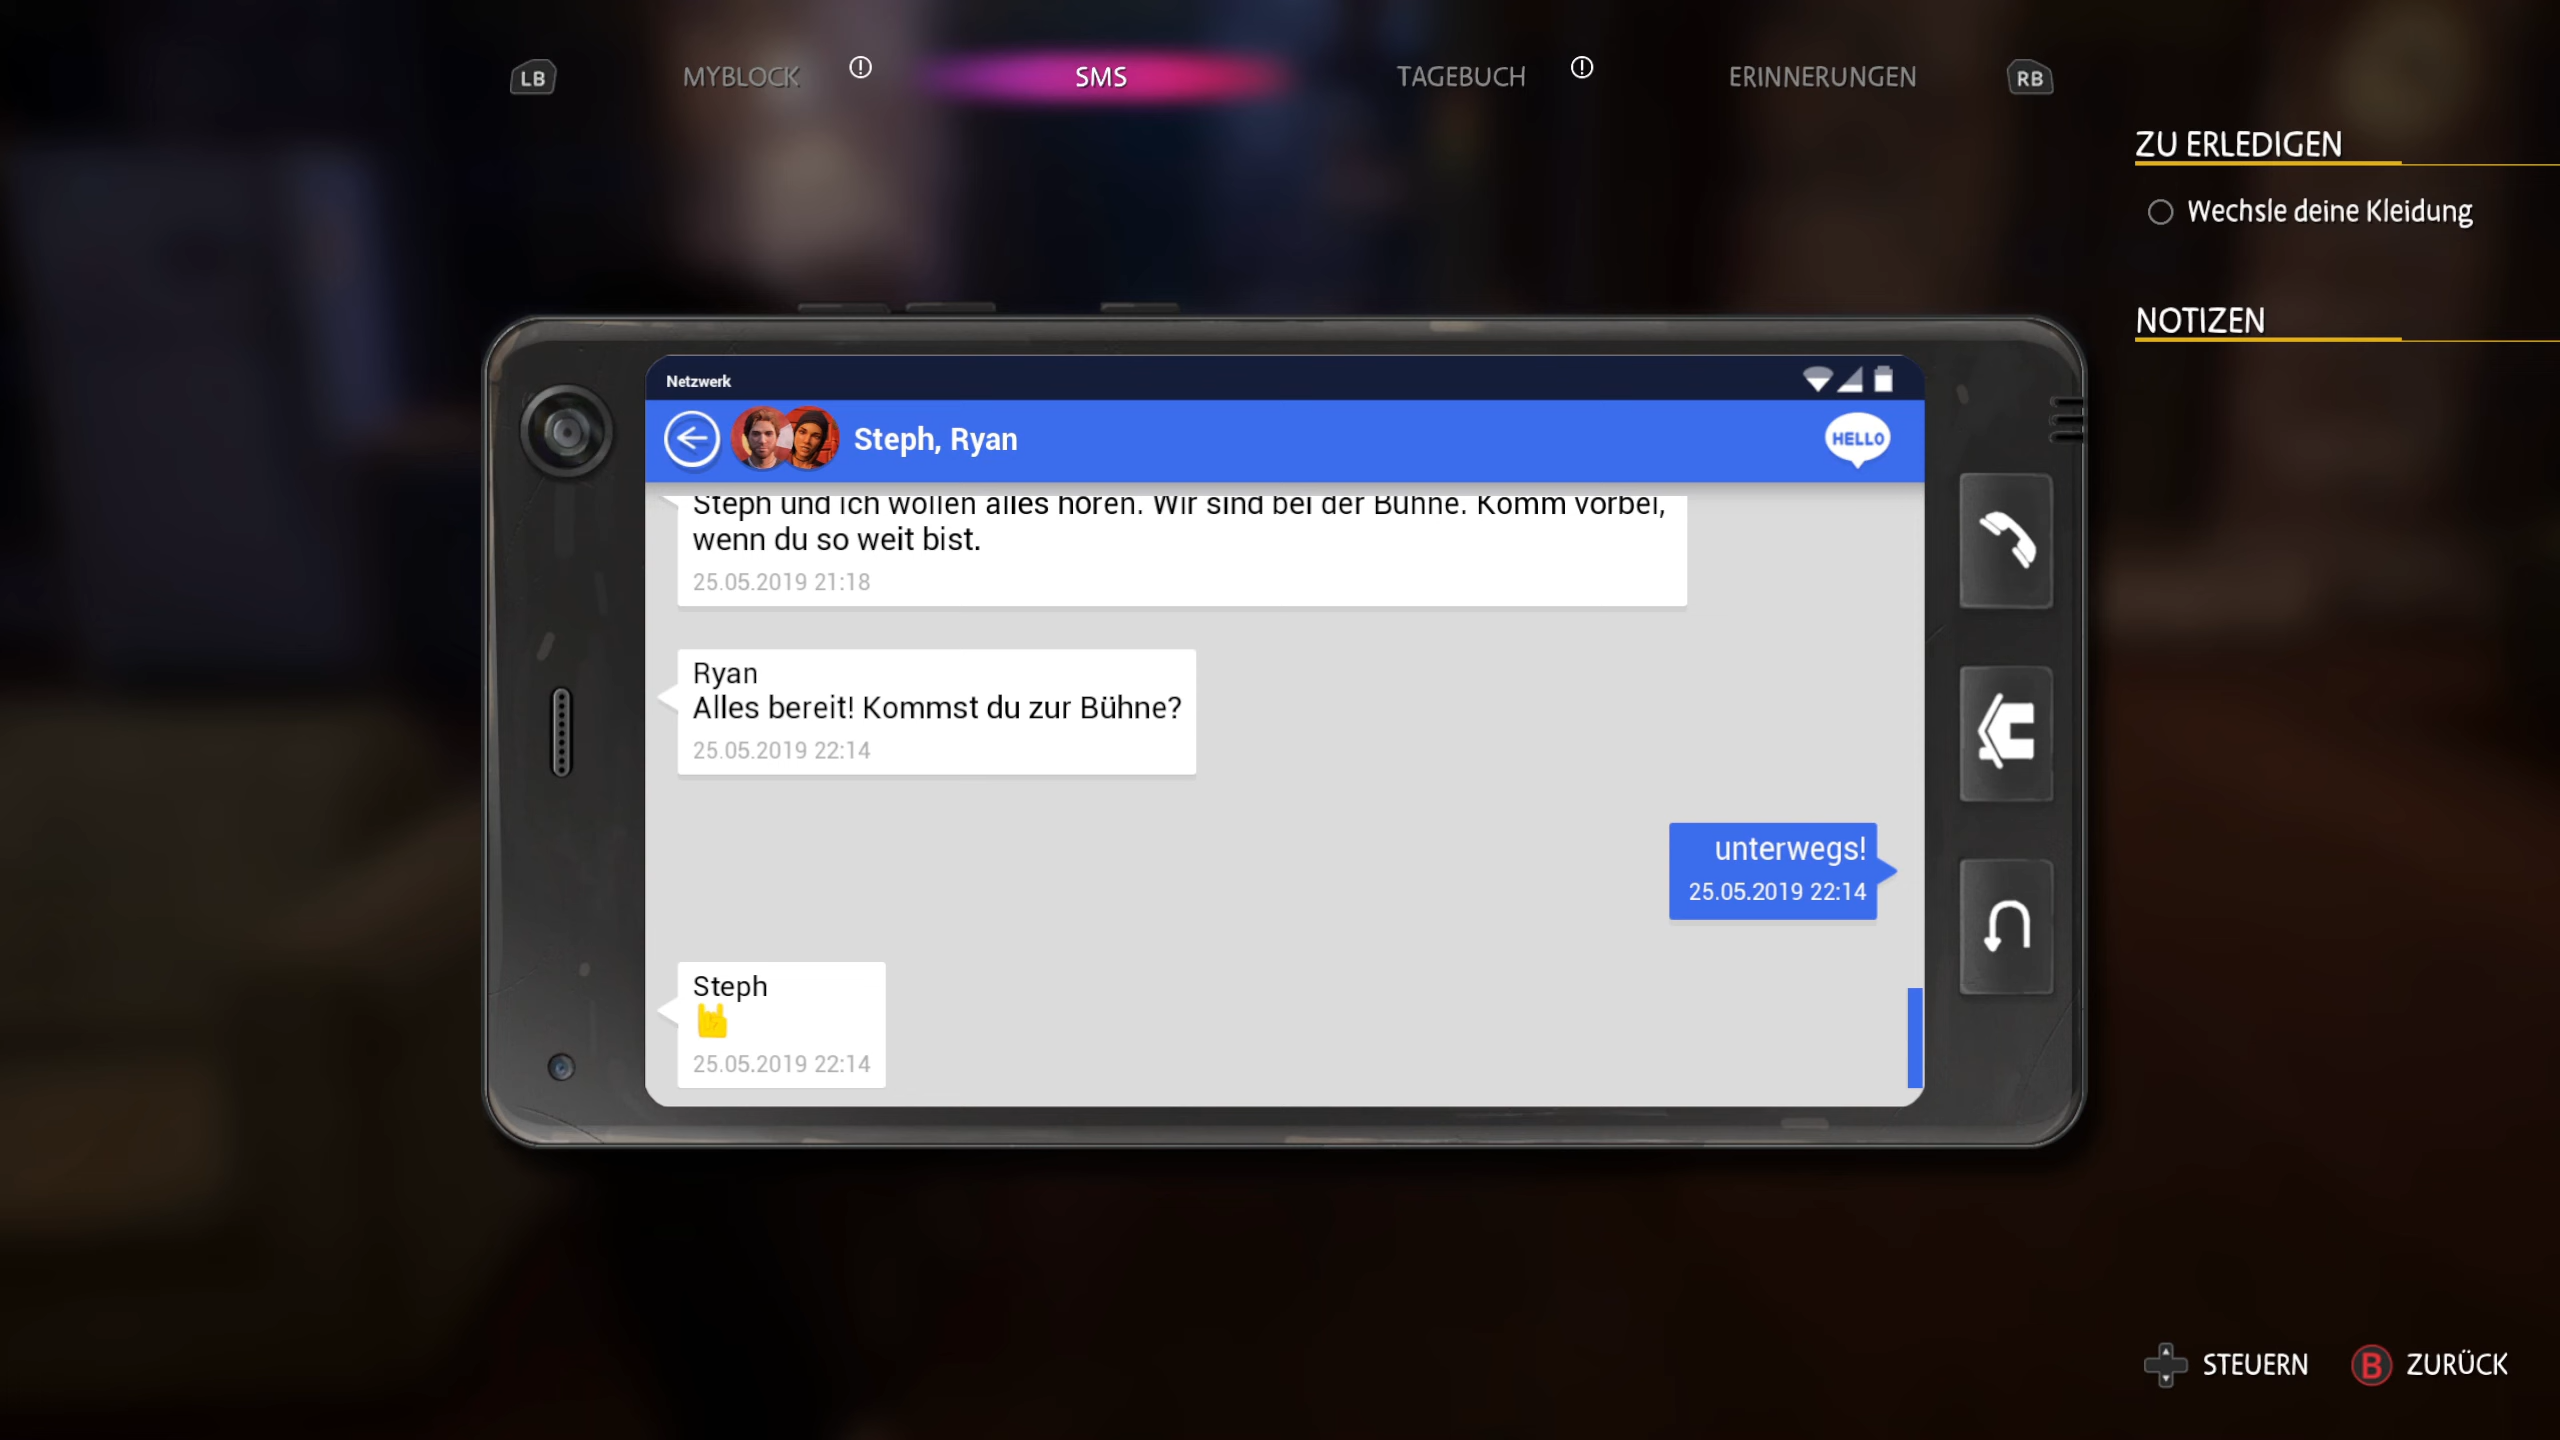 LB
MYBLOCK
SMS
TAGEBUCH
ERINNERUNGEN
RB
ZU ERLEDIGEN
Wechsle deine Kleidung
NOTIZEN
Netzwerk
Steph, Ryan
HELLO
Steph und ich wollen alles hören. Wir sind bei der Bühne. Komm vorbei,
wenn du so weit bist.
25.05.2019 21:18
Ryan
Alles bereit! Kommst du zur Bühne?
25.05.2019 22:14
unterwegs!
25.05.2019 22:14
Steph
🤘
25.05.2019 22:14
STEUERN
B ZURÜCK